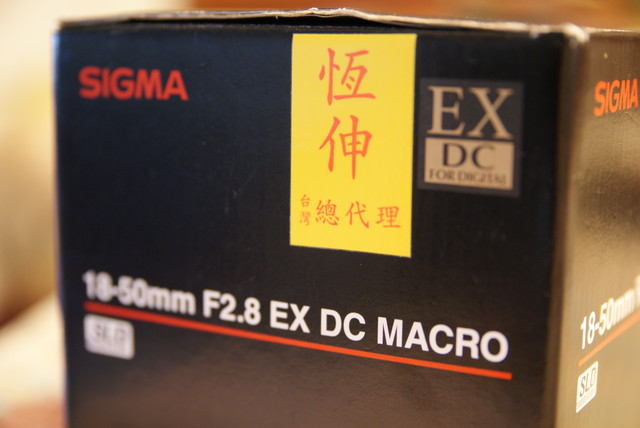 SIGMA
恆
伸
台灣 總代理
EX
DC
FOR DIGITAL
18-50mm F2.8 EX DC MACRO
SLD
SIGMA
18-50mm
SLD